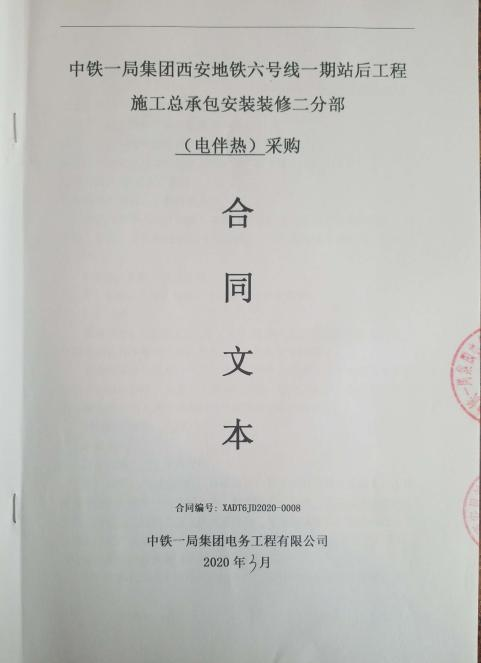 中铁一局集团西安地铁六号线一期站后工程
施工总承包安装装修二分部
（电伴热）采购
合
同
文
本
合同编号: XADT6JD2020-0008
中铁一局集团电务工程有限公司
2020 年 3 月